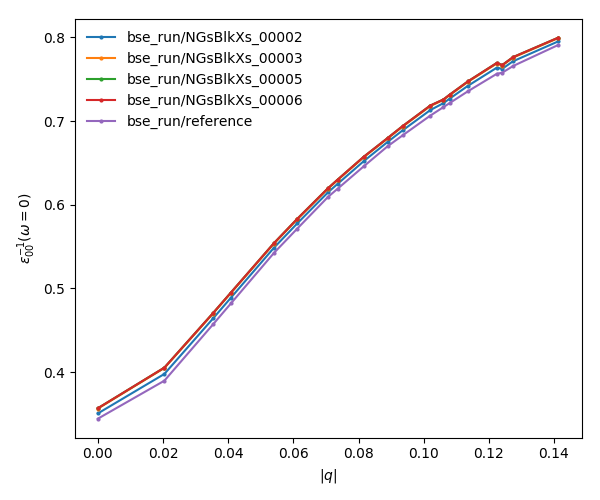 bse_run/NGsBlkXs_00002
bse_run/NGsBlkXs_00003
bse_run/NGsBlkXs_00005
bse_run/NGsBlkXs_00006
bse_run/reference
0.8
0.7
0.6
0.5
0.4
ε₀₀⁻¹(ω = 0)
0.00 0.02 0.04 0.06 0.08 0.10 0.12 0.14
|q|